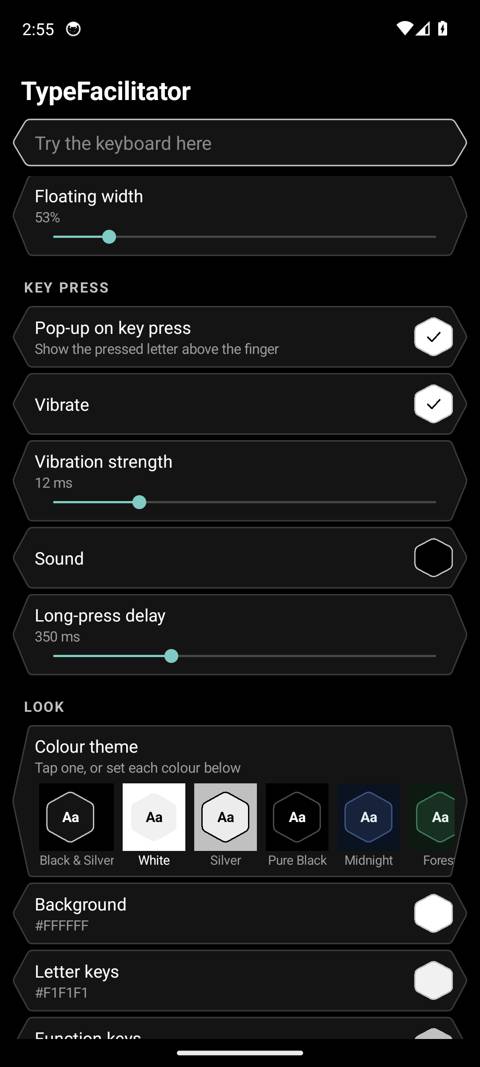 2:55
TypeFacilitator
Try the keyboard here
Floating width
53%
KEY PRESS
Pop-up on key press
Show the pressed letter above the finger
Vibrate
Vibration strength
12 ms
Sound
Long-press delay
350 ms
LOOK
Colour theme
Tap one, or set each colour below
Aa Aa Aa Aa Aa Aa
Black & Silver White Silver Pure Black Midnight Fores
Background
#FFFFFF
Letter keys
#F1F1F1
Function keys